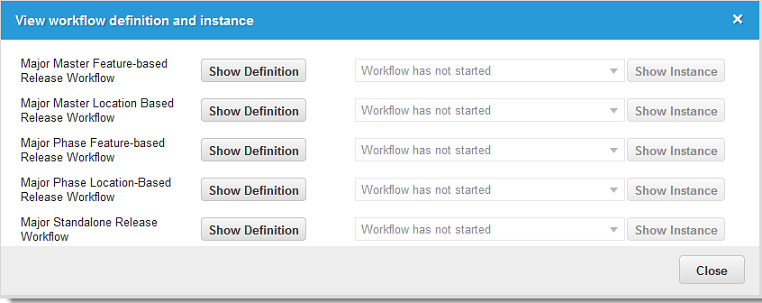 View workflow definition and instance ×
Major Master Feature-based
Release Workflow
Show Definition
Workflow has not started
Show Instance
Major Master Location Based
Release Workflow
Show Definition
Workflow has not started
Show Instance
Major Phase Feature-based
Release Workflow
Show Definition
Workflow has not started
Show Instance
Major Phase Location-Based
Release Workflow
Show Definition
Workflow has not started
Show Instance
Major Standalone Release
Workflow
Show Definition
Workflow has not started
Show Instance
Close